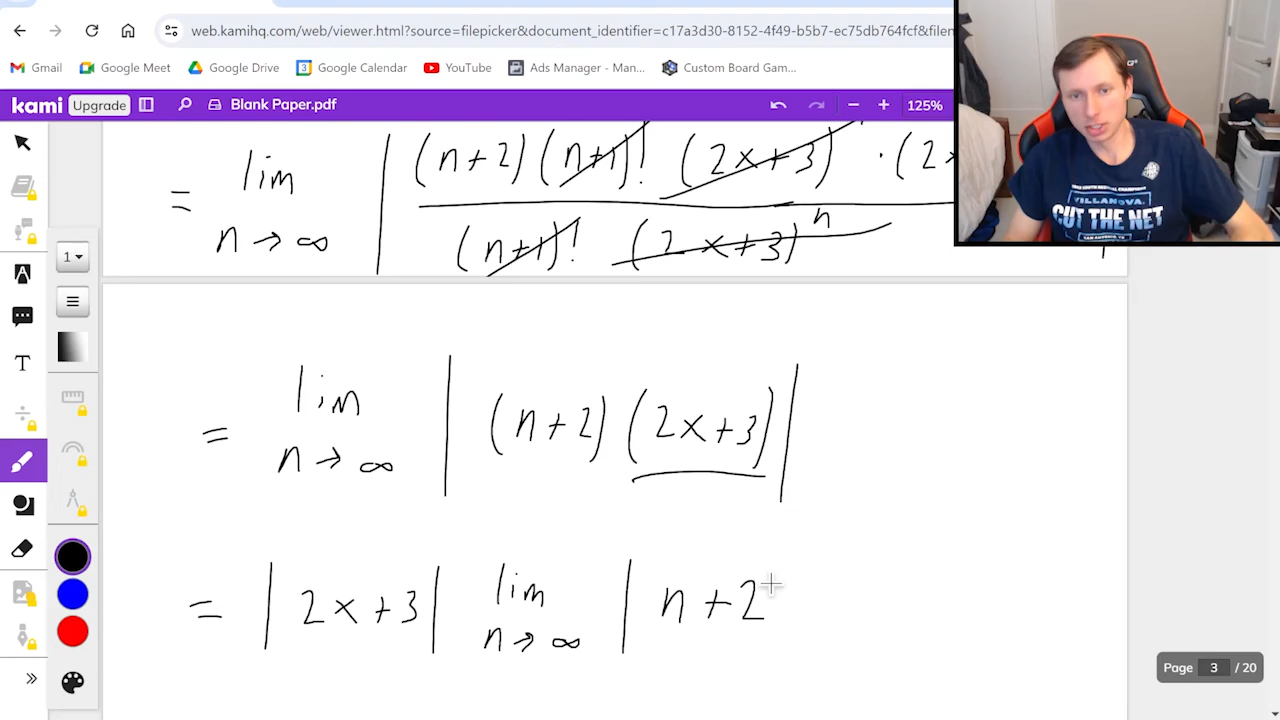 web.kamihq.com/web/viewer.html?source=filepicker&document_identifier=c17a3d30-8152-4f49-b5b7-ec75db764fcf&filen
Gmail Google Meet Google Drive 3 Google Calendar YouTube Ads Manager - Man... Custom Board Gam...
kami Upgrade Blank Paper.pdf 125%
= lim n→∞ | (n+2)(n+1)! (2x+3)ⁿ · (2x
(n+1)! (2x+3)ⁿ
1
= lim n→∞ | (n+2)(2x+3) |
= |2x+3| lim n→∞ | n+2
VILLANOVA.
CUT THE NET
Page 3 / 20